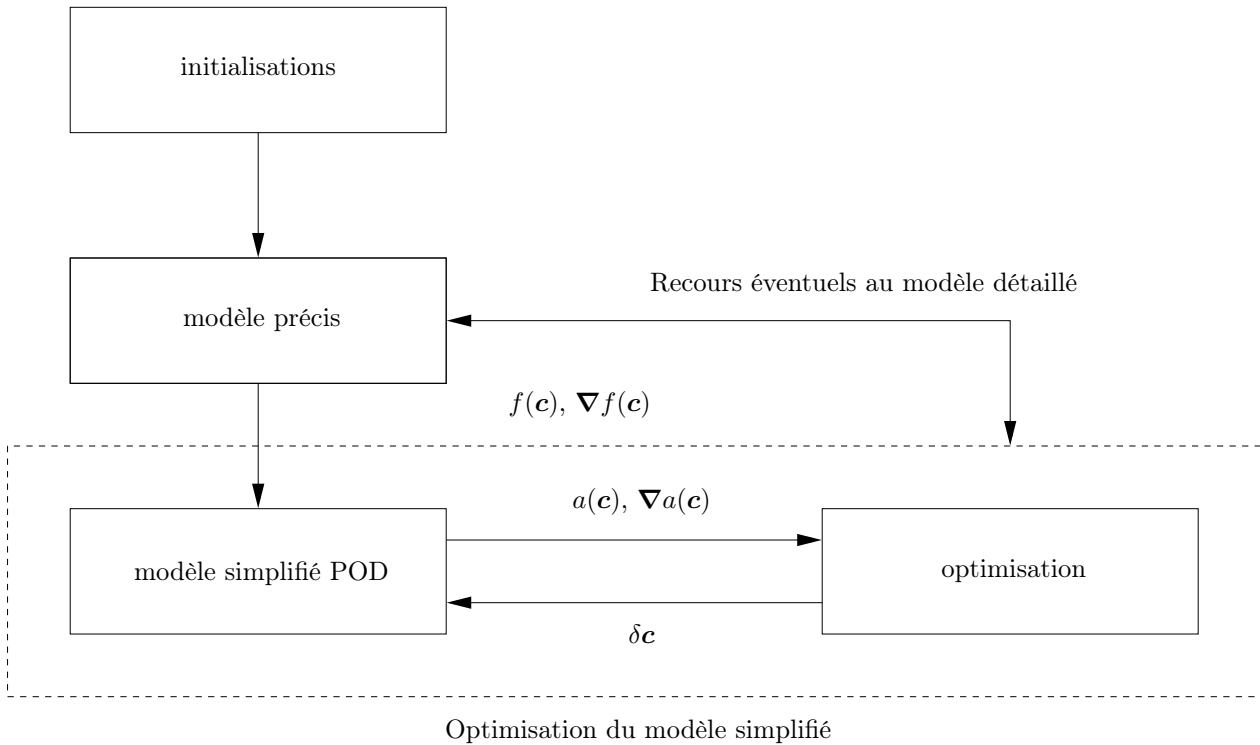 initialisations
Recours éventuels au modèle détaillé
modèle précis
f(c), ∇f(c)
a(c), ∇a(c)
modèle simplifié POD
optimisation
δc
Optimisation du modèle simplifié